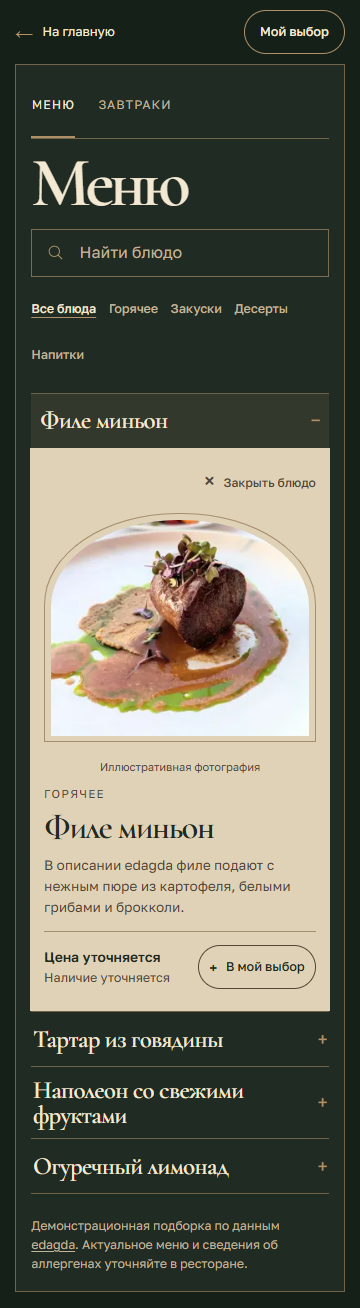 ← На главную
Мой выбор
МЕНЮ ЗАВТРАКИ
Меню
Найти блюдо
Все блюда Горячее Закуски Десерты
Напитки
Филе миньон −
× Закрыть блюдо
Иллюстративная фотография
ГОРЯЧЕЕ
Филе миньон
В описании edagda филе подают с
нежным пюре из картофеля, белыми
грибами и брокколи.
Цена уточняется
Наличие уточняется
+ В мой выбор
Тартар из говядины +
Наполеон со свежими
фруктами +
Огуречный лимонад +
Демонстрационная подборка по данным
edagda. Актуальное меню и сведения об
аллергенах уточняйте в ресторане.